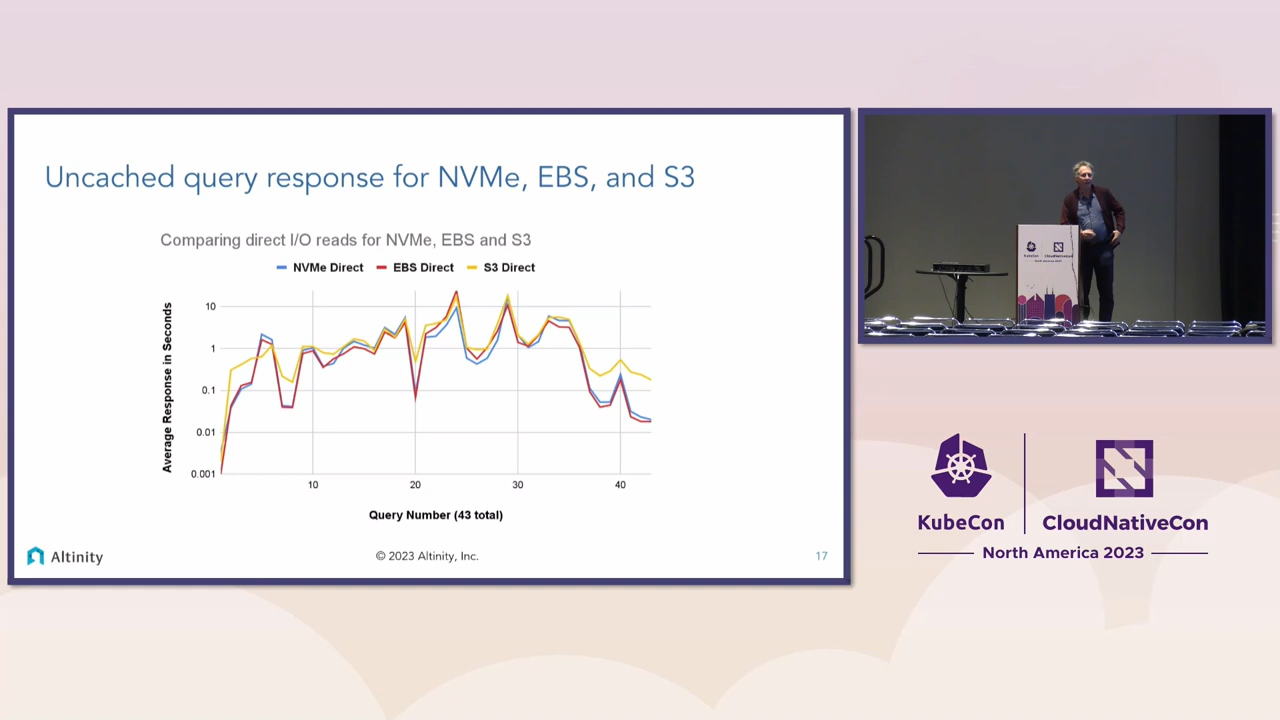 Uncached query response for NVMe, EBS, and S3
Comparing direct I/O reads for NVMe, EBS and S3
NVMe Direct EBS Direct S3 Direct
Average Response in Seconds
10
1
0.1
0.01
0.001
10 20 30 40
Query Number (43 total)
Altinity
© 2023 Altinity, Inc.
17
KubeCon
CloudNativeCon
KubeCon
CloudNativeCon
North America 2023